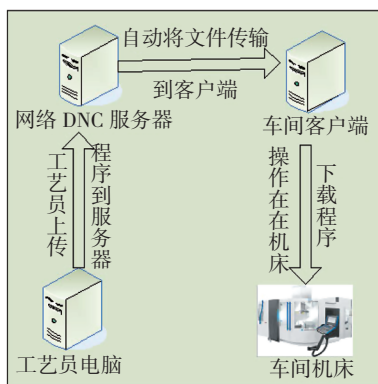 自动将文件传输
到客户端
网络 DNC 服务器
车间客户端
工艺员上传
程序到服务器
操作在在机床
下载程序
工艺员电脑
车间机床